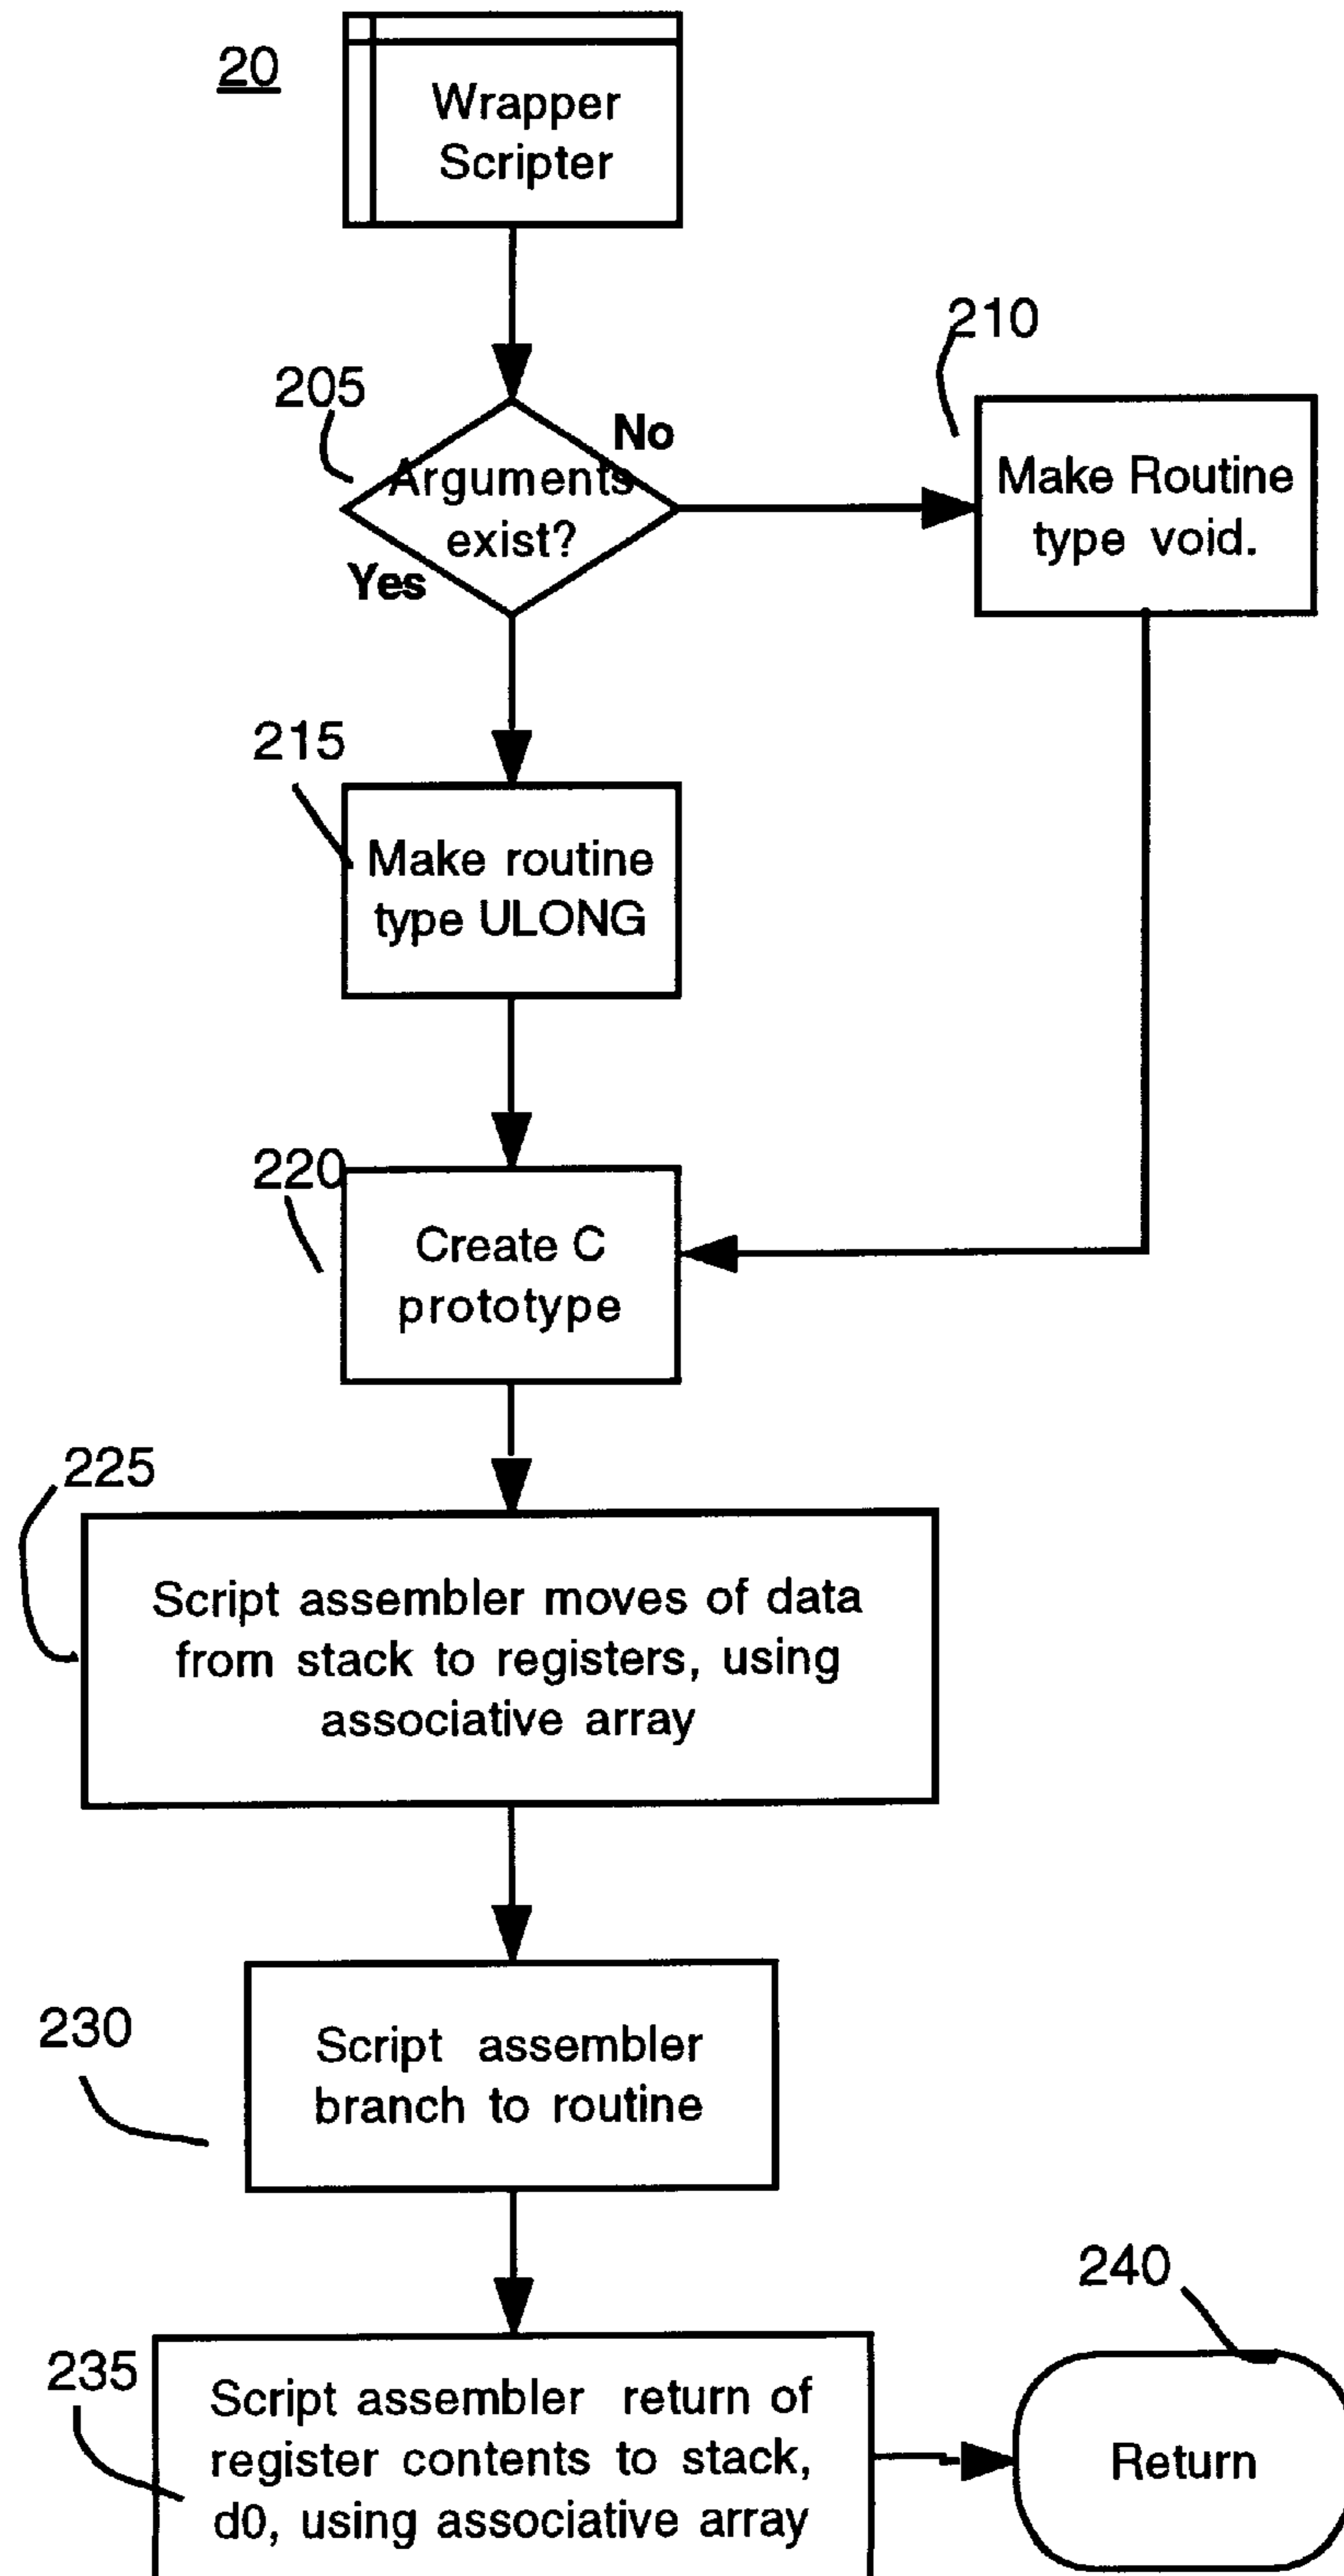 20
Wrapper
Scripter
205
No
Arguments
exist?
Yes
210
Make Routine
type void.
215
Make routine
type ULONG
220
Create C
prototype
225
Script assembler moves of data
from stack to registers, using
associative array
230
Script assembler
branch to routine
235
Script assembler return of
register contents to stack,
d0, using associative array
240
Return